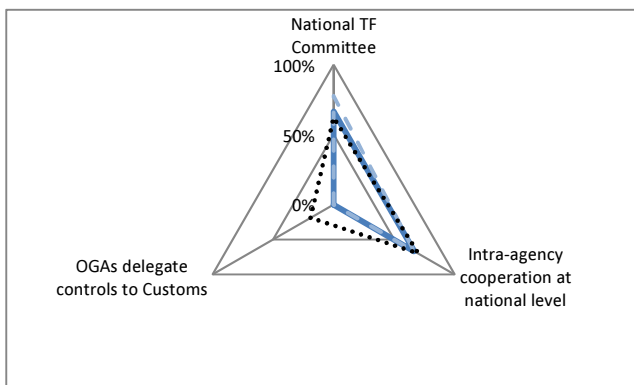 National TF
Committee
100%
50%
0%
OGAs delegate
controls to Customs
Intra-agency
cooperation at
national level